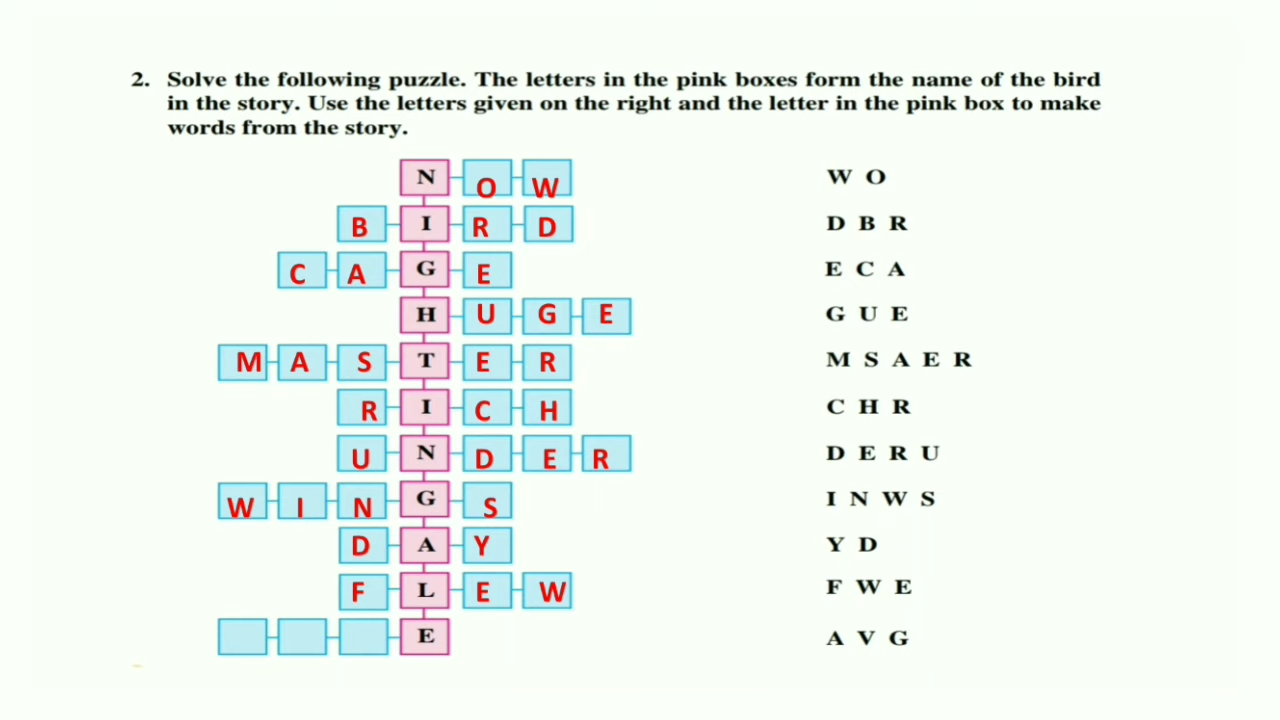 2. Solve the following puzzle. The letters in the pink boxes form the name of the bird
in the story. Use the letters given on the right and the letter in the pink box to make
words from the story.
N O W W O
B I R D D B R
C A G E E C A
H U G E G U E
M A S T E R M S A E R
R I C H C H R
U N D E R D E R U
W I N G S I N W S
D A Y Y D
F L E W F W E
E A V G